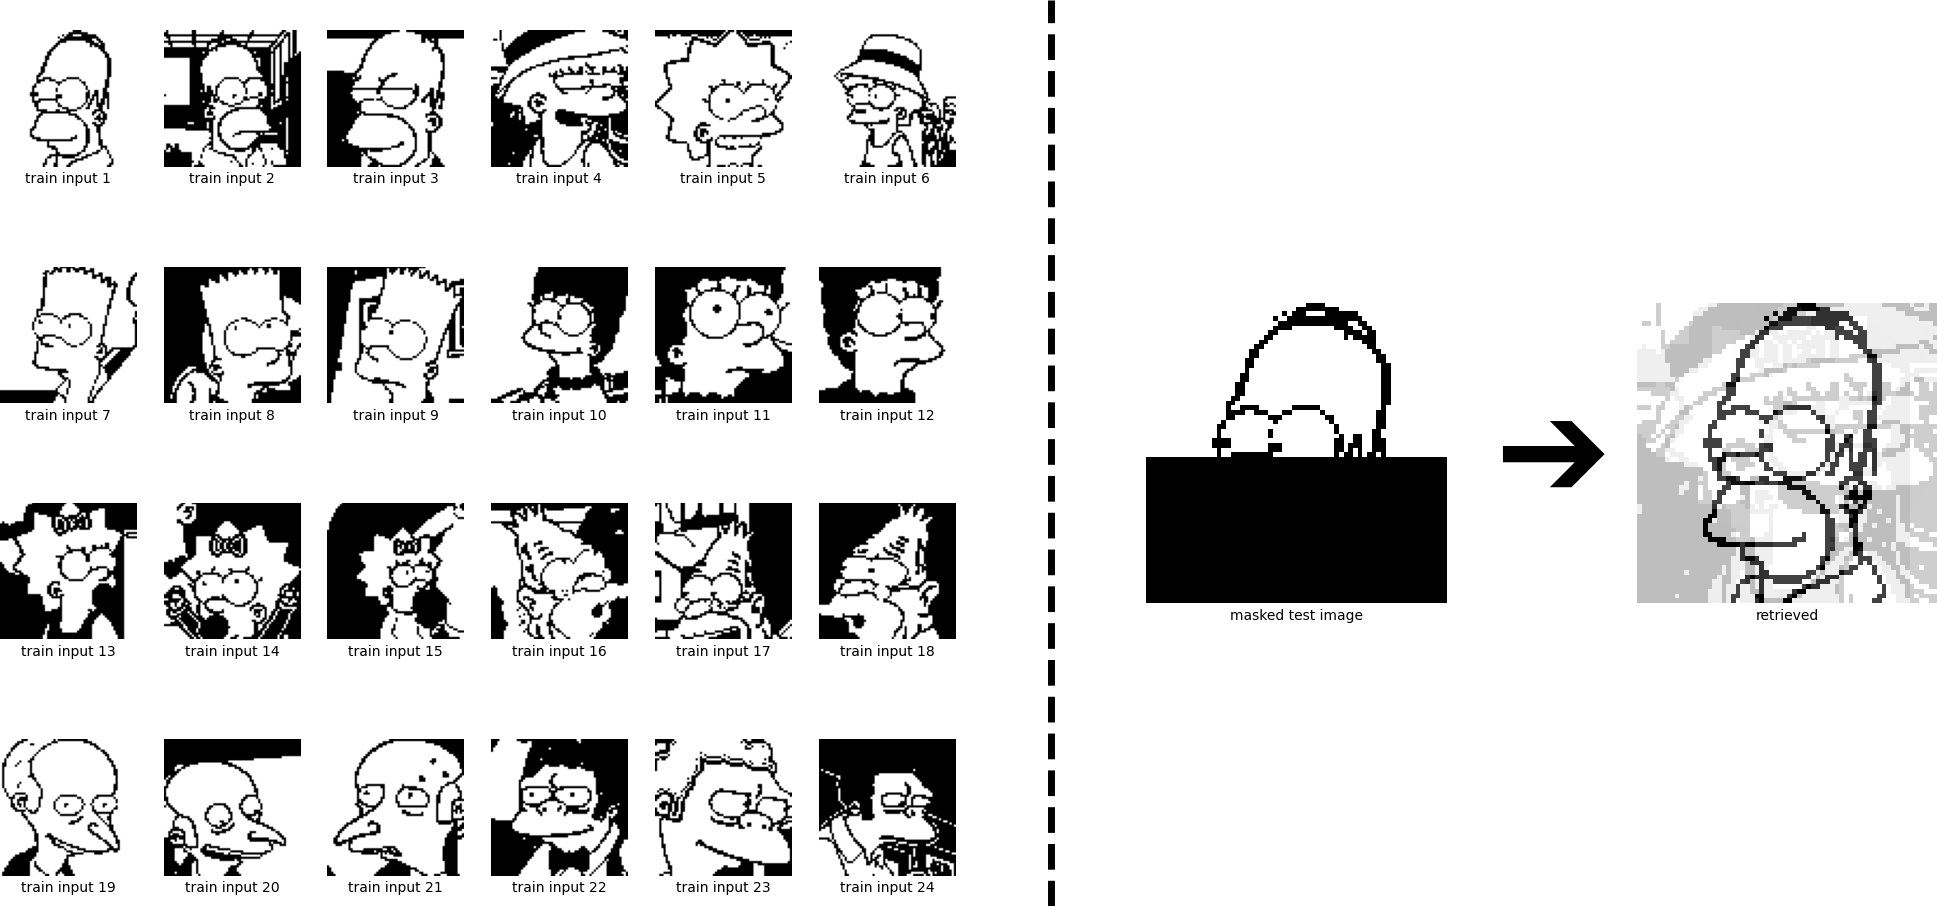 train input 1
train input 2
train input 3
train input 4
train input 5
train input 6
train input 7
train input 8
train input 9
train input 10
train input 11
train input 12
masked test image
retrieved
train input 13
train input 14
train input 15
train input 16
train input 17
train input 18
train input 19
train input 20
train input 21
train input 22
train input 23
train input 24